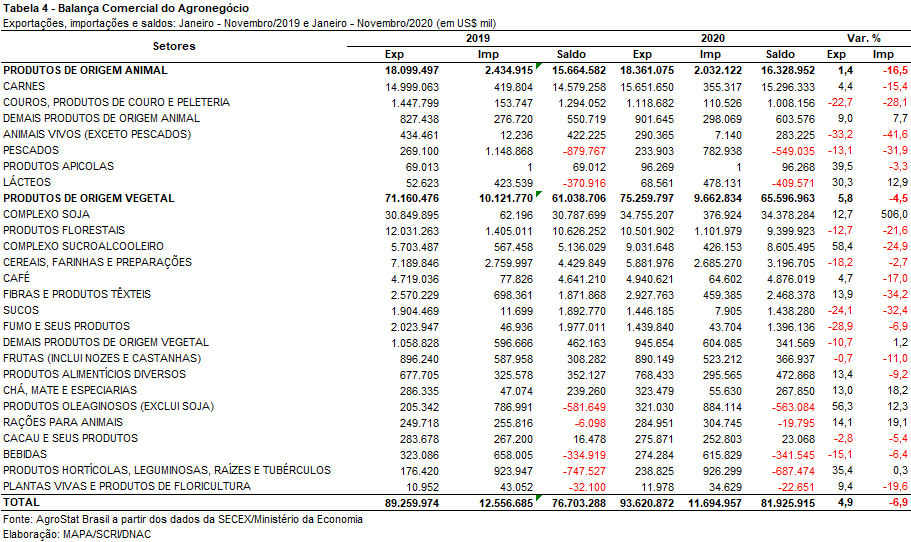 Tabela 4 - Balança Comercial do Agronegócio
Exportações, importações e saldos: Janeiro - Novembro/2019 e Janeiro - Novembro/2020 (em US$ mil)
Setores 2019 2020 Var. %
Exp Imp Saldo Exp Imp Saldo Exp Imp
PRODUTOS DE ORIGEM ANIMAL 18.099.497 2.434.915 15.664.582 18.361.075 2.032.122 16.328.952 1,4 -16,5
CARNES 14.999.063 419.804 14.579.258 15.651.650 355.317 15.296.333 4,4 -15,4
COUROS, PRODUTOS DE COURO E PELETERIA 1.447.799 153.747 1.294.052 1.118.682 110.526 1.008.156 -22,7 -28,1
DEMAIS PRODUTOS DE ORIGEM ANIMAL 827.438 276.720 550.719 901.645 298.069 603.576 9,0 7,7
ANIMAIS VIVOS (EXCETO PESCADOS) 434.461 12.236 422.225 290.365 7.140 283.225 -33,2 -41,6
PESCADOS 269.100 1.148.868 -879.767 233.903 782.938 -549.035 -13,1 -31,9
PRODUTOS APICOLAS 69.013 1 69.012 96.269 1 96.268 39,5 -3,3
LÁCTEOS 52.623 423.539 -370.916 68.561 478.131 -409.571 30,3 12,9
PRODUTOS DE ORIGEM VEGETAL 71.160.476 10.121.770 61.038.706 75.259.797 9.662.834 65.596.963 5,8 -4,5
COMPLEXO SOJA 30.849.895 62.196 30.787.699 34.755.207 376.924 34.378.284 12,7 506,0
PRODUTOS FLORESTAIS 12.031.263 1.405.011 10.626.252 10.501.902 1.101.979 9.399.923 -12,7 -21,6
COMPLEXO SUCROALCOOLEIRO 5.703.487 567.458 5.136.029 9.031.648 426.153 8.605.495 58,4 -24,9
CEREAIS, FARINHAS E PREPARAÇÕES 7.189.846 2.759.997 4.429.849 5.881.976 2.685.270 3.196.705 -18,2 -2,7
CAFÉ 4.719.036 77.826 4.641.210 4.940.621 64.602 4.876.019 4,7 -17,0
FIBRAS E PRODUTOS TÊXTEIS 2.570.229 698.361 1.871.868 2.927.763 459.385 2.468.378 13,9 -34,2
SUCOS 1.904.469 11.699 1.892.770 1.446.185 7.905 1.438.280 -24,1 -32,4
FUMO E SEUS PRODUTOS 2.023.947 46.936 1.977.011 1.439.840 43.704 1.396.136 -28,9 -6,9
DEMAIS PRODUTOS DE ORIGEM VEGETAL 1.058.828 596.666 462.163 945.654 604.085 341.569 -10,7 1,2
FRUTAS (INCLUI NOZES E CASTANHAS) 896.240 587.958 308.282 890.149 523.212 366.937 -0,7 -11,0
PRODUTOS ALIMENTÍCIOS DIVERSOS 677.705 325.578 352.127 768.433 295.565 472.868 13,4 -9,2
CHÁ, MATE E ESPECIARIAS 286.335 47.074 239.260 323.479 55.630 267.850 13,0 18,2
PRODUTOS OLEAGINOSOS (EXCLUI SOJA) 205.342 786.991 -581.649 321.030 884.114 -563.084 56,3 12,3
RAÇÕES PARA ANIMAIS 249.718 255.816 -6.098 284.951 304.745 -19.795 14,1 19,1
CACAU E SEUS PRODUTOS 283.678 267.200 16.478 275.871 252.803 23.068 -2,8 -5,4
BEBIDAS 323.086 658.005 -334.919 274.284 615.829 -341.545 -15,1 -6,4
PRODUTOS HORTÍCOLAS, LEGUMINOSAS, RAÍZES E TUBÉRCULOS 176.420 923.947 -747.527 238.825 926.299 -687.474 35,4 0,3
PLANTAS VIVAS E PRODUTOS DE FLORICULTURA 10.952 43.052 -32.100 11.978 34.629 -22.651 9,4 -19,6
TOTAL 89.259.974 12.556.685 76.703.288 93.620.872 11.694.957 81.925.915 4,9 -6,9
Fonte: AgroStat Brasil a partir dos dados da SECEX/Ministério da Economia
Elaboração: MAPA/SCRI/DNAC